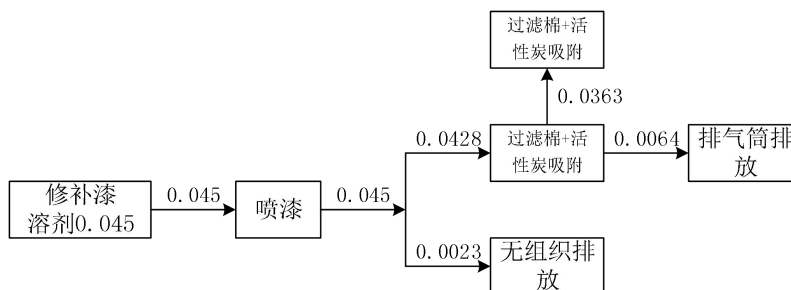 过滤棉+活
性炭吸附
0.0363
0.0428
过滤棉+活
性炭吸附
0.0064
排气筒排
放
修补漆
溶剂0.045
0.045
喷漆
0.045
0.0023
无组织排
放